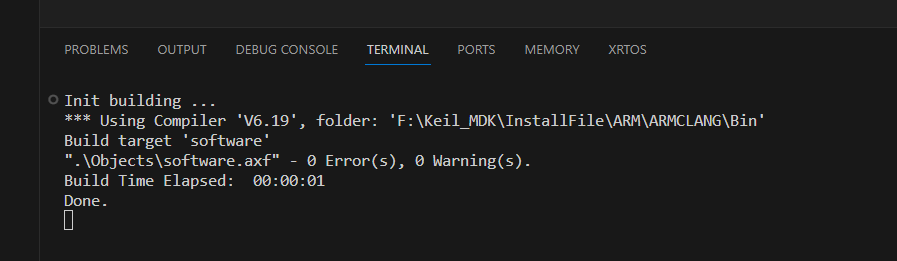 PROBLEMS OUTPUT DEBUG CONSOLE TERMINAL PORTS MEMORY XRTOS
Init building ...
*** Using Compiler 'V6.19', folder: 'F:\Keil_MDK\InstallFile\ARM\ARMCLANG\Bin'
Build target 'software'
".\Objects\software.axf" - 0 Error(s), 0 Warning(s).
Build Time Elapsed:  00:00:01
Done.